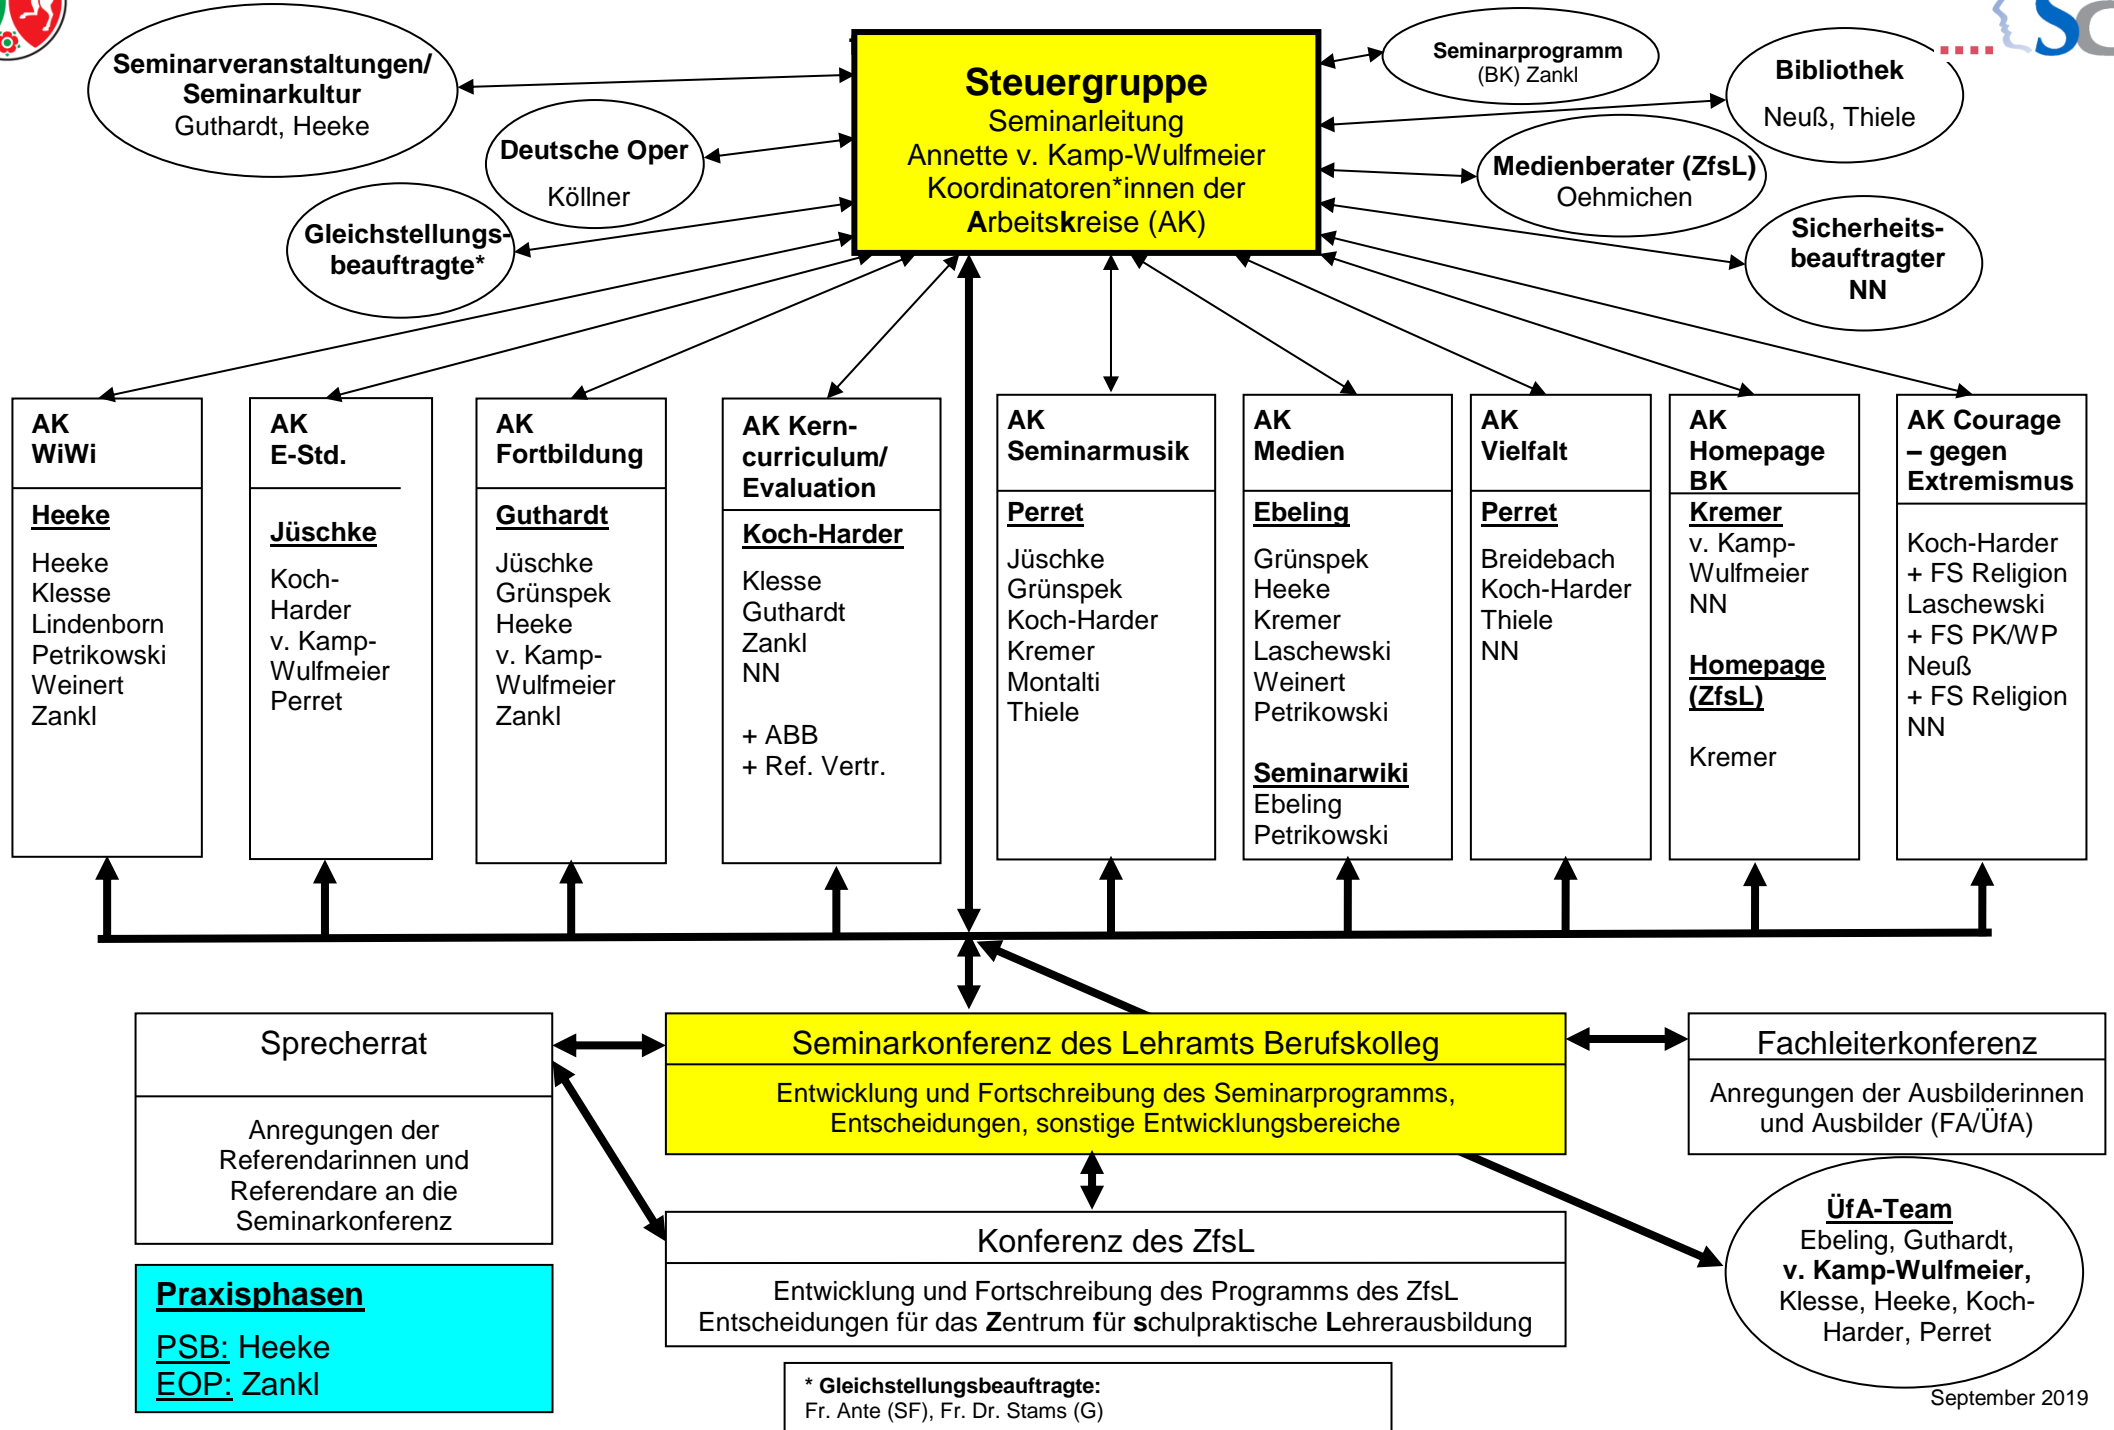 Seminarveranstaltungen/
Seminarkultur
Guthardt, Heeke
Deutsche Oper
Köllner
Gleichstellungs-
beauftragte*
Steuergruppe
Seminarleitung
Annette v. Kamp-Wulfmeier
Koordinatoren*innen der
Arbeitskreise (AK)
Seminarprogramm
(BK) Zankl
Bibliothek
Neuß, Thiele
Medienberater (ZfsL)
Oehmichen
Sicherheits-
beauftragter
NN
SC
AK
WiWi
Heeke
Heeke
Klesse
Lindenborn
Petrikowski
Weinert
Zankl
AK
E-Std.
Jüschke
Koch-
Harder
v. Kamp-
Wulfmeier
Perret
AK
Fortbildung
Guthardt
Jüschke
Grünspek
Heeke
v. Kamp-
Wulfmeier
Zankl
AK Kern-
curriculum/
Evaluation
Koch-Harder
Klesse
Guthardt
Zankl
NN
+ ABB
+ Ref. Vertr.
AK
Seminarmusik
Perret
Jüschke
Grünspek
Koch-Harder
Kremer
Montalti
Thiele
AK
Medien
Ebeling
Grünspek
Heeke
Kremer
Laschewski
Weinert
Petrikowski
Seminarwiki
Ebeling
Petrikowski
AK
Vielfalt
Perret
Breidebach
Koch-Harder
Thiele
NN
AK
Homepage
BK
Kremer
v. Kamp-
Wulfmeier
NN
Homepage
(ZfsL)
Kremer
AK Courage
– gegen
Extremismus
Koch-Harder
+ FS Religion
Laschewski
+ FS PK/WP
Neuß
+ FS Religion
NN
Sprecherrat
Anregungen der
Referendarinnen und
Referendare an die
Seminarkonferenz
Seminarkonferenz des Lehramts Berufskolleg
Entwicklung und Fortschreibung des Seminarprogramms,
Entscheidungen, sonstige Entwicklungsbereiche
Fachleiterkonferenz
Anregungen der Ausbilderinnen
und Ausbilder (FA/ÜfA)
Konferenz des ZfsL
Entwicklung und Fortschreibung des Programms des ZfsL
Entscheidungen für das Zentrum für schulpraktische Lehrerausbildung
ÜfA-Team
Ebeling, Guthardt,
v. Kamp-Wulfmeier,
Klesse, Heeke, Koch-
Harder, Perret
Praxisphasen
PSB: Heeke
EOP: Zankl
* Gleichstellungsbeauftragte:
Fr. Ante (SF), Fr. Dr. Stams (G)
September 2019